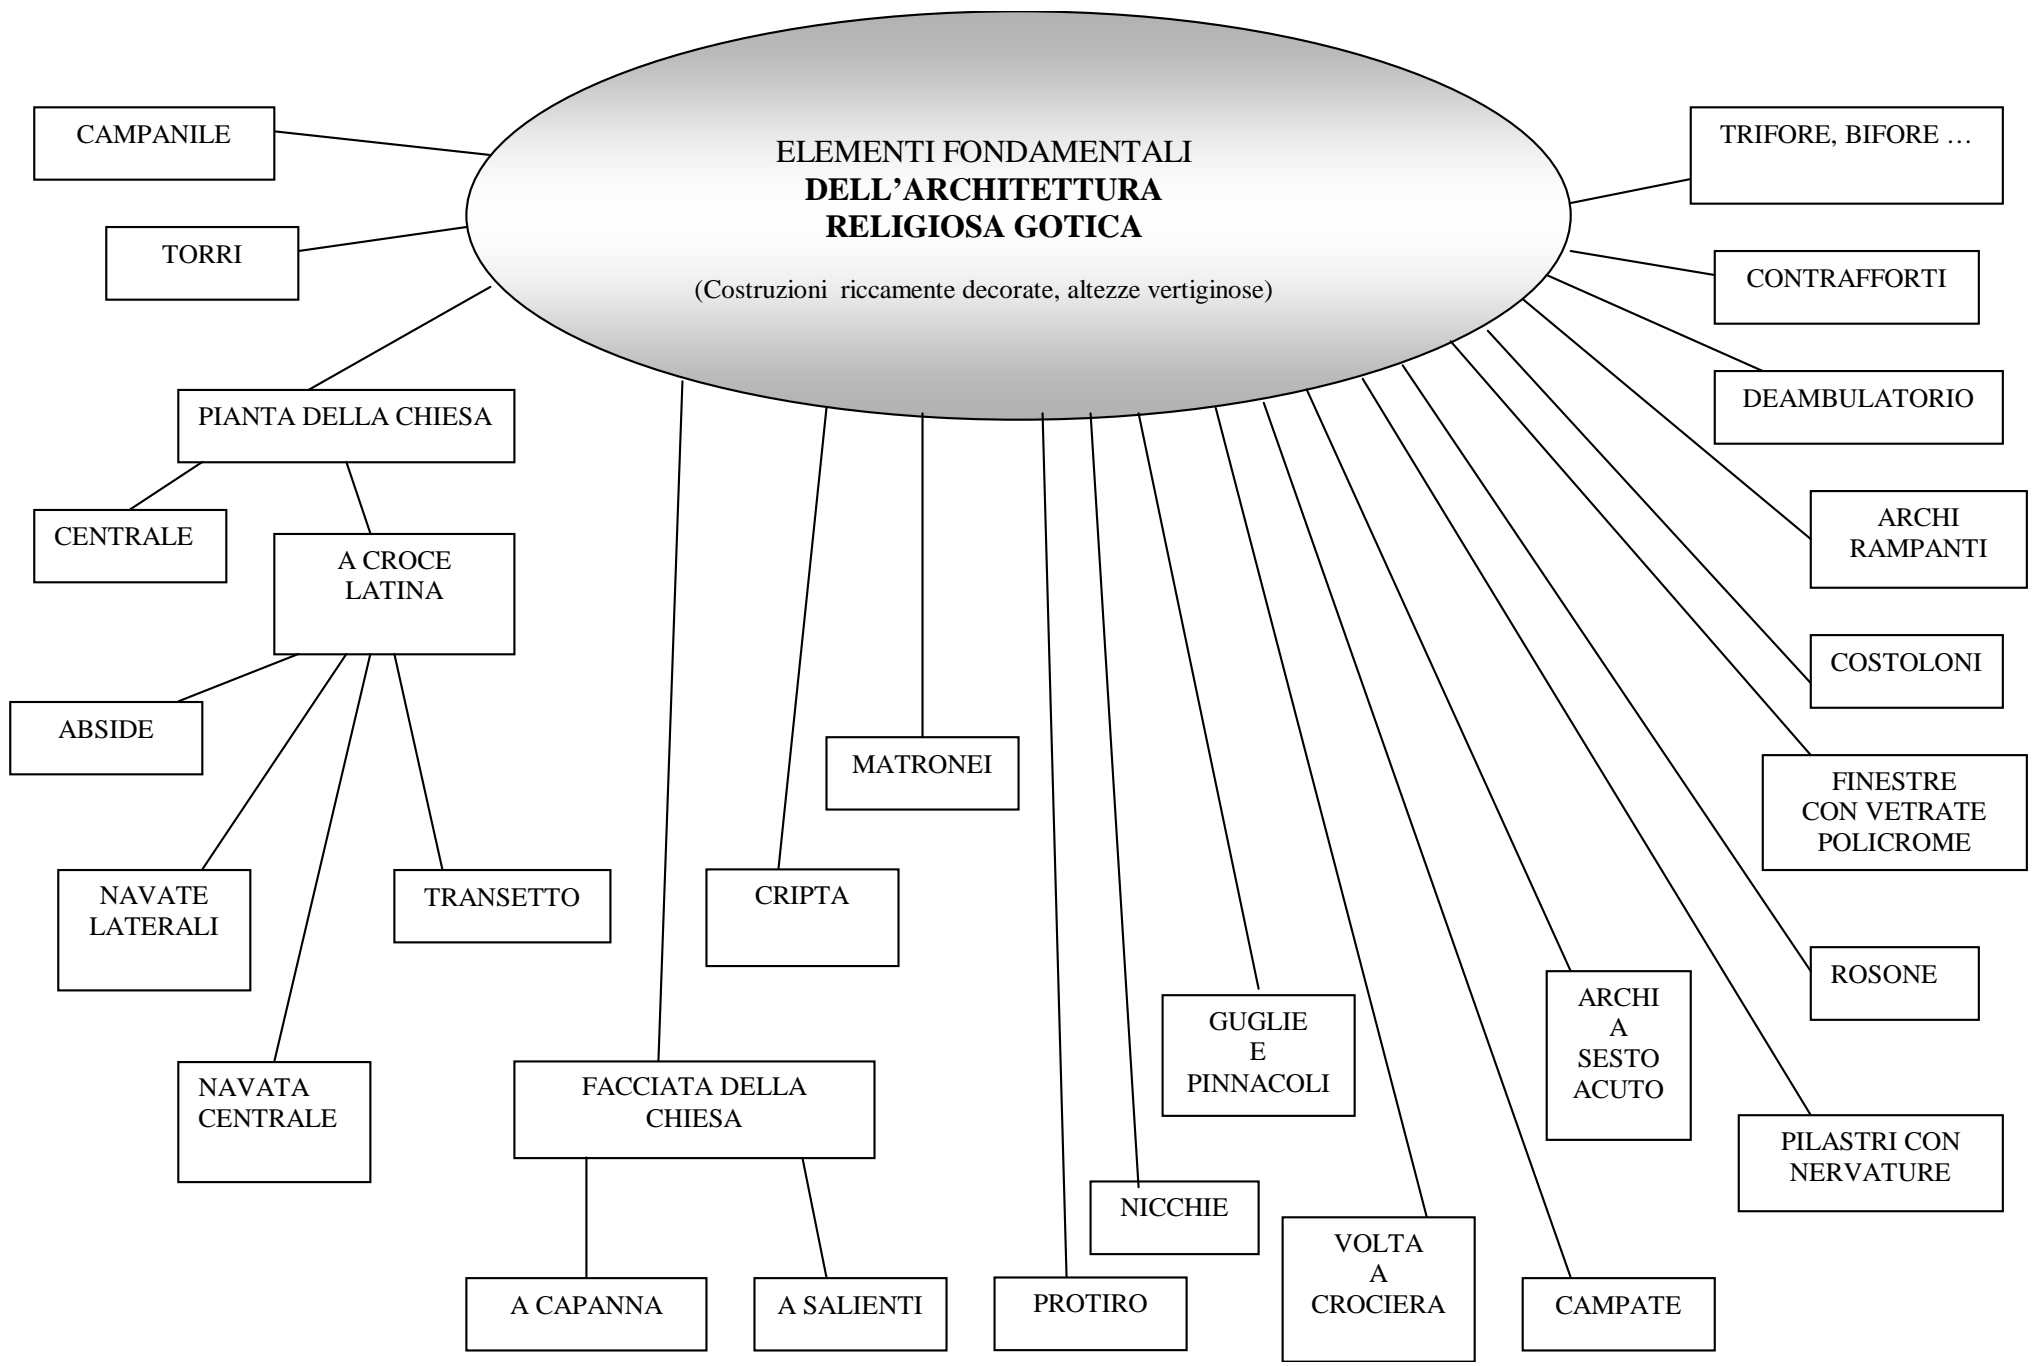 ELEMENTI FONDAMENTALI
DELL’ARCHITETTURA
RELIGIOSA GOTICA
(Costruzioni  riccamente decorate, altezze vertiginose)
CAMPANILE
TORRI
PIANTA DELLA CHIESA
CENTRALE
A CROCE
LATINA
ABSIDE
NAVATE
LATERALI
NAVATA
CENTRALE
TRANSETTO
FACCIATA DELLA
CHIESA
A CAPANNA
A SALIENTI
CRIPTA
MATRONEI
PROTIRO
NICCHIE
GUGLIE
E
PINNACOLI
VOLTA
A
CROCIERA
CAMPATE
ARCHI
A
SESTO
ACUTO
PILASTRI CON
NERVATURE
ROSONE
FINESTRE
CON VETRATE
POLICROME
COSTOLONI
ARCHI
RAMPANTI
DEAMBULATORIO
CONTRAFFORTI
TRIFORE, BIFORE …